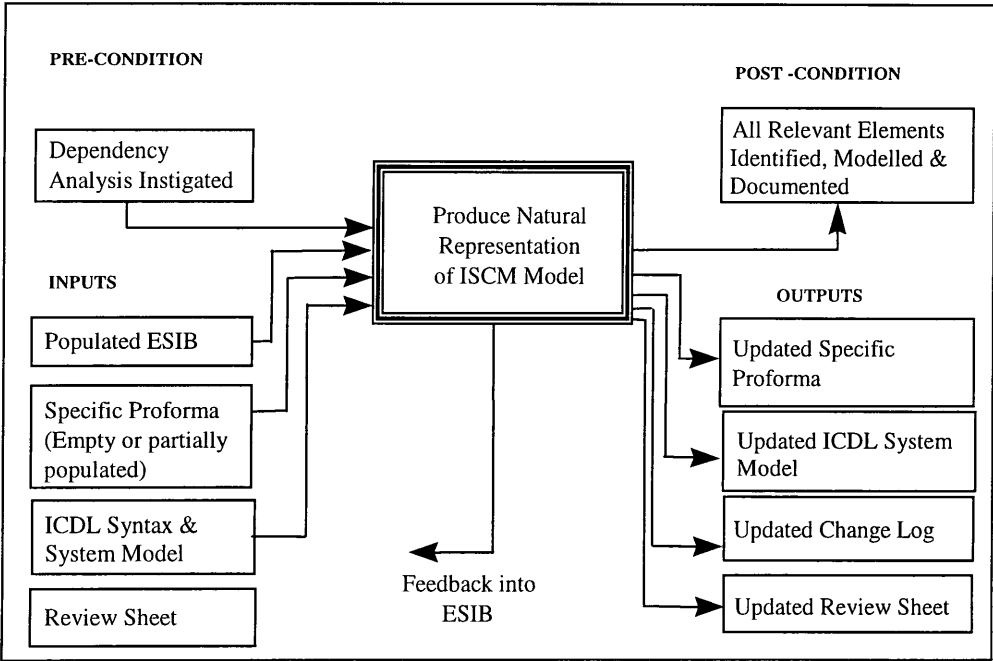 PRE-CONDITION
Dependency
Analysis Instigated
INPUTS
Populated ESIB
Specific Proforma
(Empty or partially
populated)
ICDL Syntax &
System Model
Review Sheet
Produce Natural
Representation
of ISCM Model
Feedback into
ESIB
POST -CONDITION
All Relevant Elements
Identified, Modelled &
Documented
OUTPUTS
Updated Specific
Proforma
Updated ICDL System
Model
Updated Change Log
Updated Review Sheet